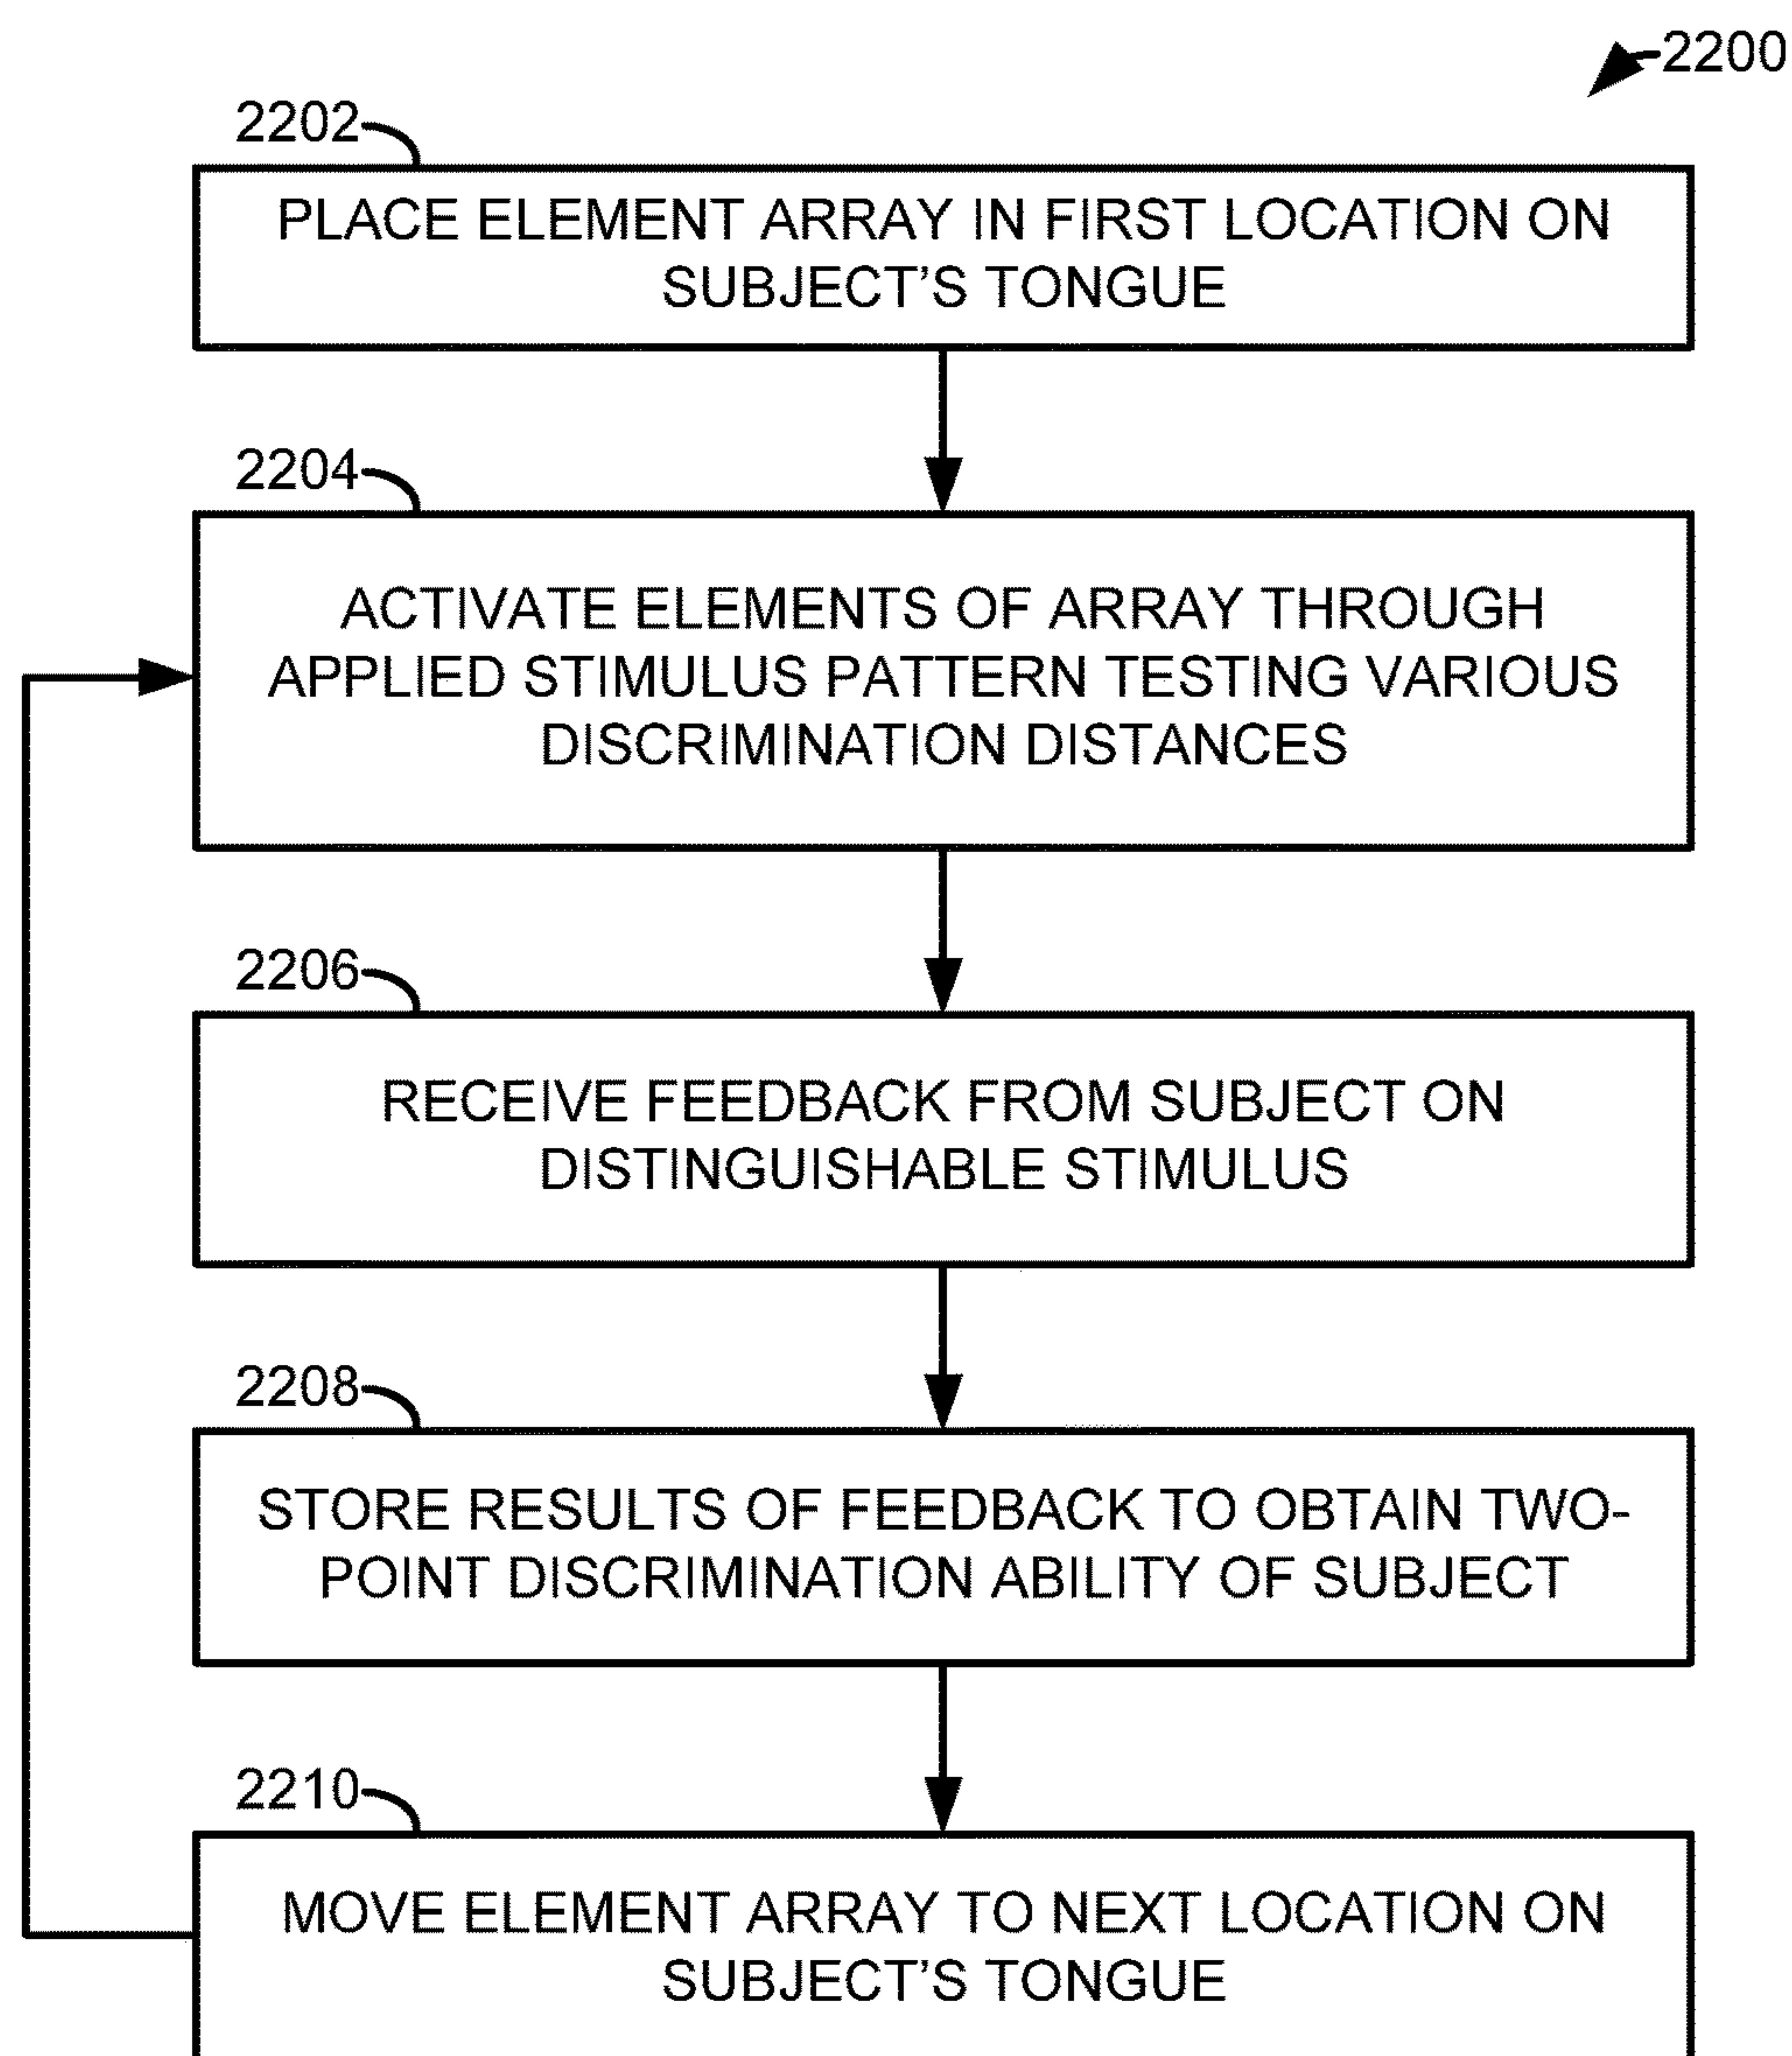 2200
2202
PLACE ELEMENT ARRAY IN FIRST LOCATION ON
SUBJECT'S TONGUE
2204
ACTIVATE ELEMENTS OF ARRAY THROUGH
APPLIED STIMULUS PATTERN TESTING VARIOUS
DISCRIMINATION DISTANCES
2206
RECEIVE FEEDBACK FROM SUBJECT ON
DISTINGUISHABLE STIMULUS
2208
STORE RESULTS OF FEEDBACK TO OBTAIN TWO-
POINT DISCRIMINATION ABILITY OF SUBJECT
2210
MOVE ELEMENT ARRAY TO NEXT LOCATION ON
SUBJECT'S TONGUE